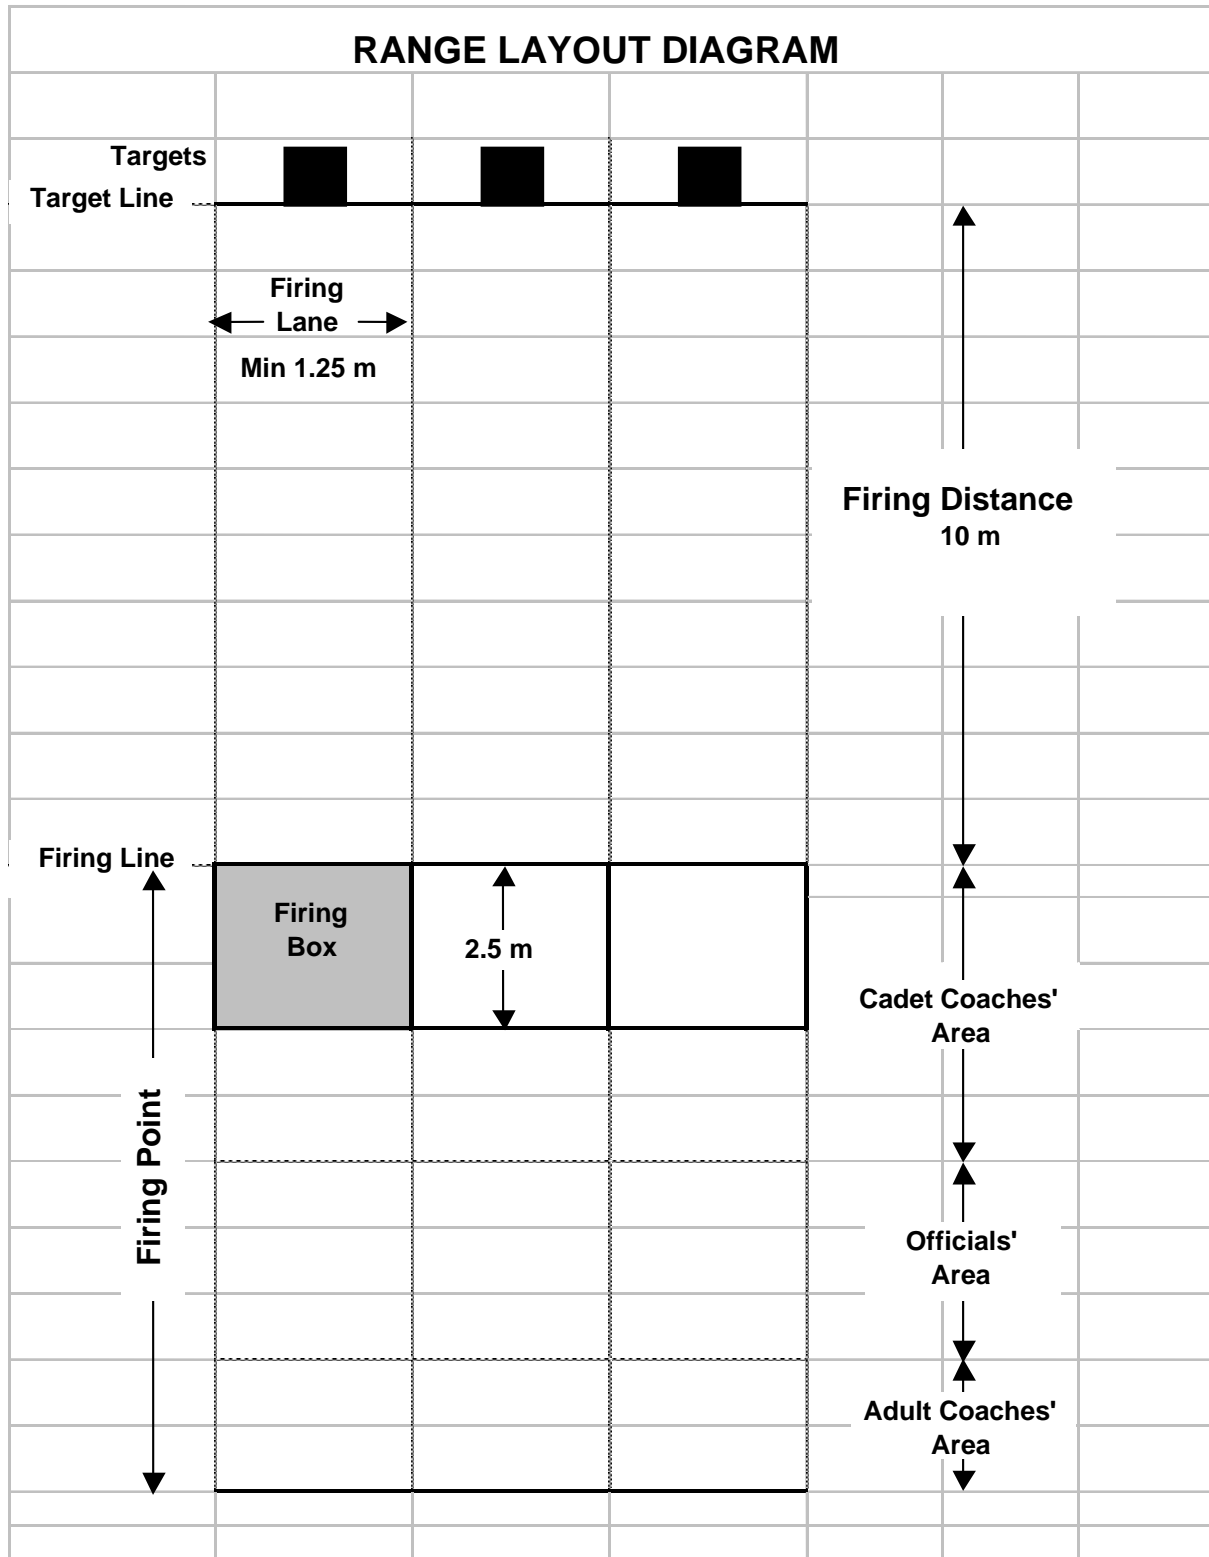 RANGE LAYOUT DIAGRAM
Targets
Target Line
Firing
Lane
Min 1.25 m
Firing Distance
10 m
Firing Line
Firing
Box
2.5 m
Cadet Coaches'
Area
Firing Point
Officials'
Area
Adult Coaches'
Area